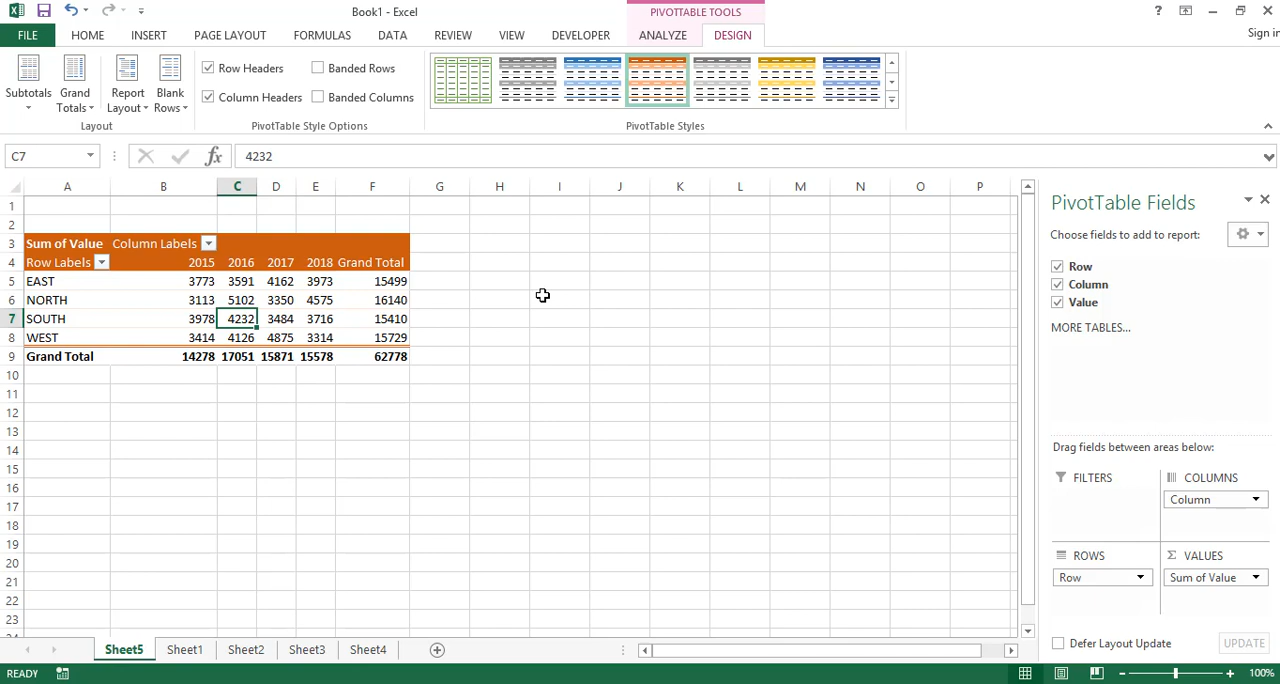 Book1 - Excel
PIVOTTABLE TOOLS
?
FILE HOME INSERT PAGE LAYOUT FORMULAS DATA REVIEW VIEW DEVELOPER ANALYZE DESIGN Sign in
Subtotals
Grand Totals
Report Layout
Blank Rows
Layout
Row Headers
Banded Rows
Column Headers
Banded Columns
PivotTable Style Options
PivotTable Styles
C7
fx
4232
A B C D E F G H I J K L M N O P
1
2
3 Sum of Value Column Labels
4 Row Labels 2015 2016 2017 2018 Grand Total
5 EAST 3773 3591 4162 3973 15499
6 NORTH 3113 5102 3350 4575 16140
7 SOUTH 3978 4232 3484 3716 15410
8 WEST 3414 4126 4875 3314 15729
9 Grand Total 14278 17051 15871 15578 62778
10
11
12
13
14
15
16
17
18
19
20
21
22
23
PivotTable Fields
Choose fields to add to report:
Row
Column
Value
MORE TABLES...
Drag fields between areas below:
FILTERS
COLUMNS
Column
ROWS
Σ VALUES
Row
Sum of Value
Defer Layout Update
UPDATE
Sheet5 Sheet1 Sheet2 Sheet3 Sheet4
READY
100%